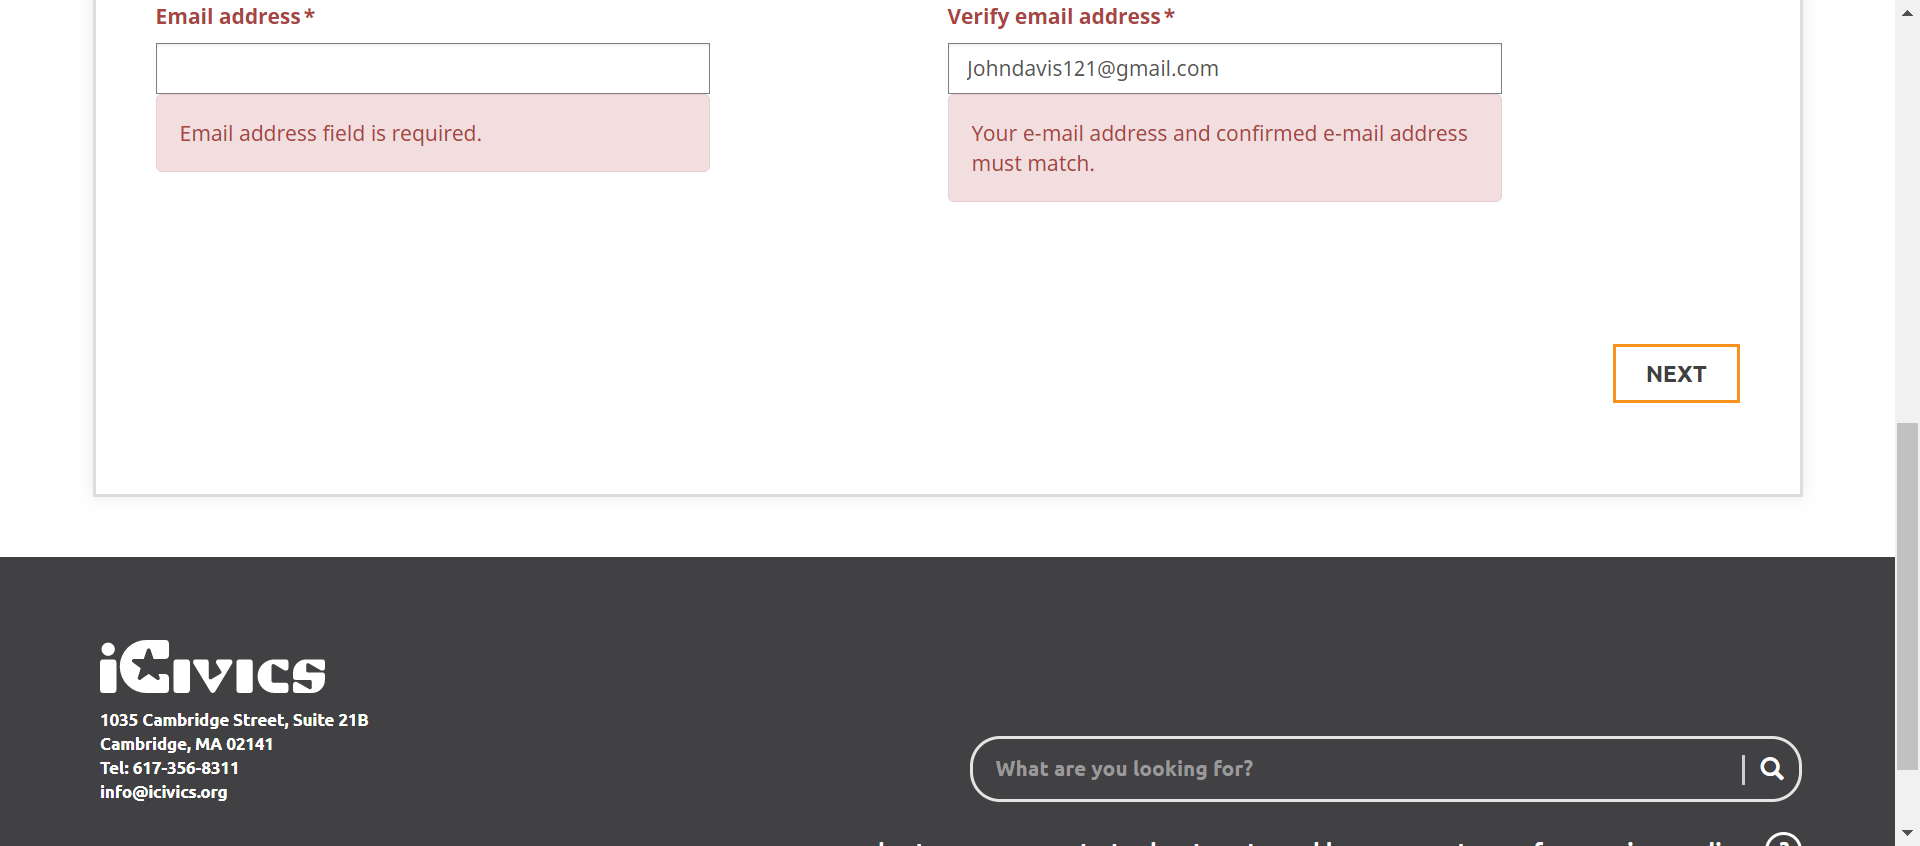 Email address*
Verify email address*
Johndavis121@gmail.com
Email address field is required.
Your e-mail address and confirmed e-mail address
must match.
NEXT
iCivics
1035 Cambridge Street, Suite 21B
Cambridge, MA 02141
Tel: 617-356-8311
info@icivics.org
What are you looking for?